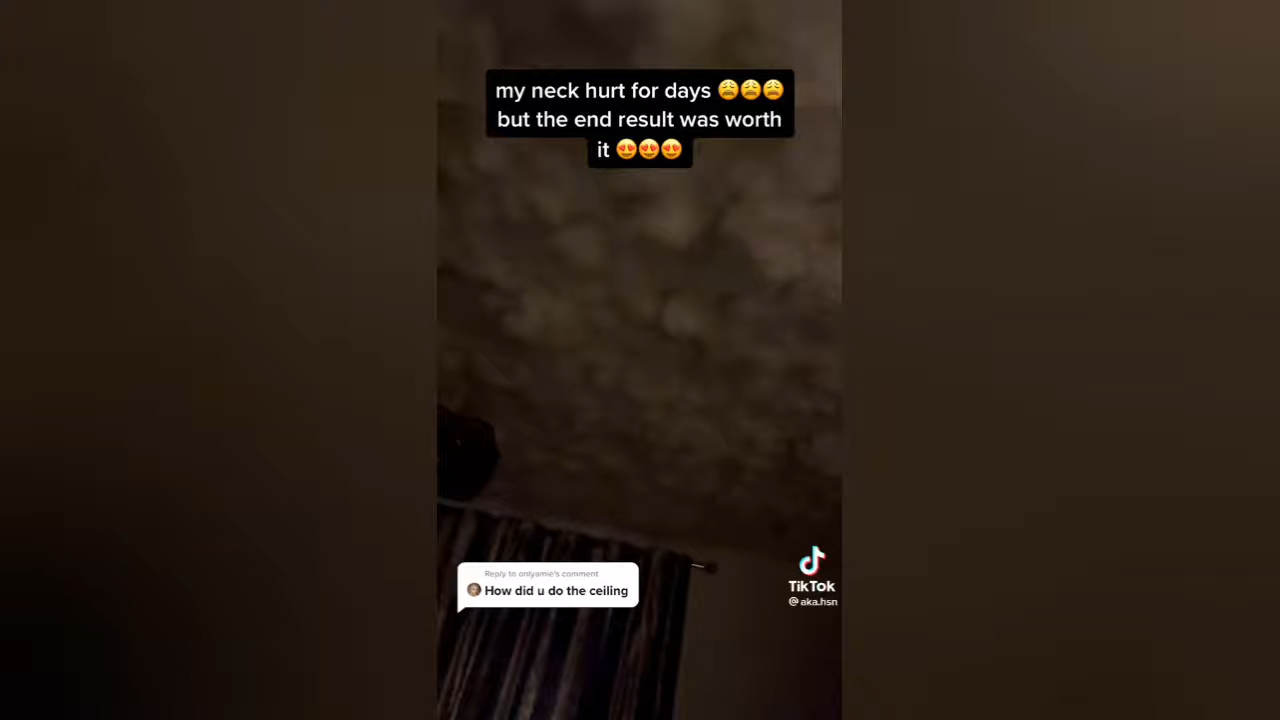 my neck hurt for days 😩😩😩
but the end result was worth
it 😍😍😍
Reply to onlyamie's comment
How did u do the ceiling
TikTok
@aka.hsn